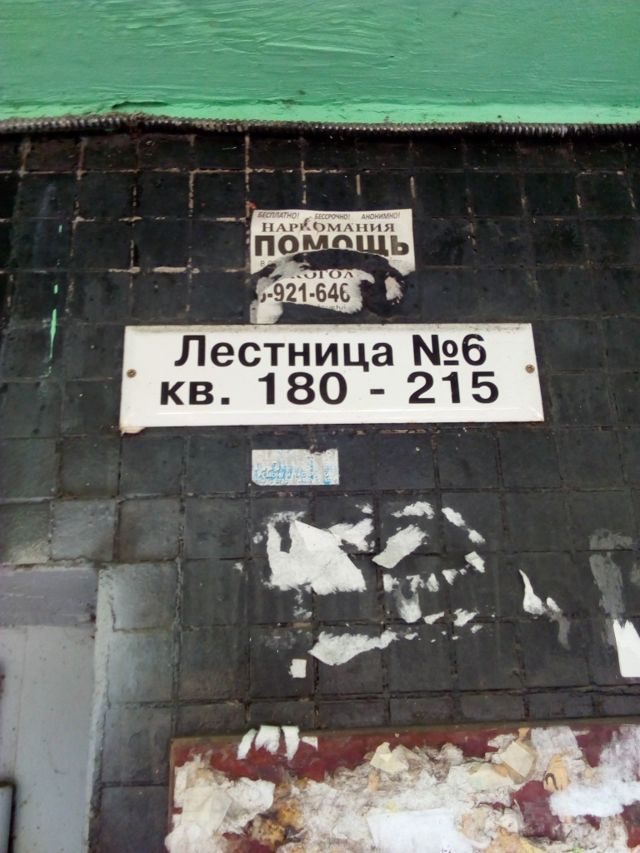 БЕСПЛАТНО! БЕССРОЧНО! АНОНИМНО!
НАРКОМАНИЯ
ПОМОЩЬ
-921-646
Лестница №6
кв. 180 - 215